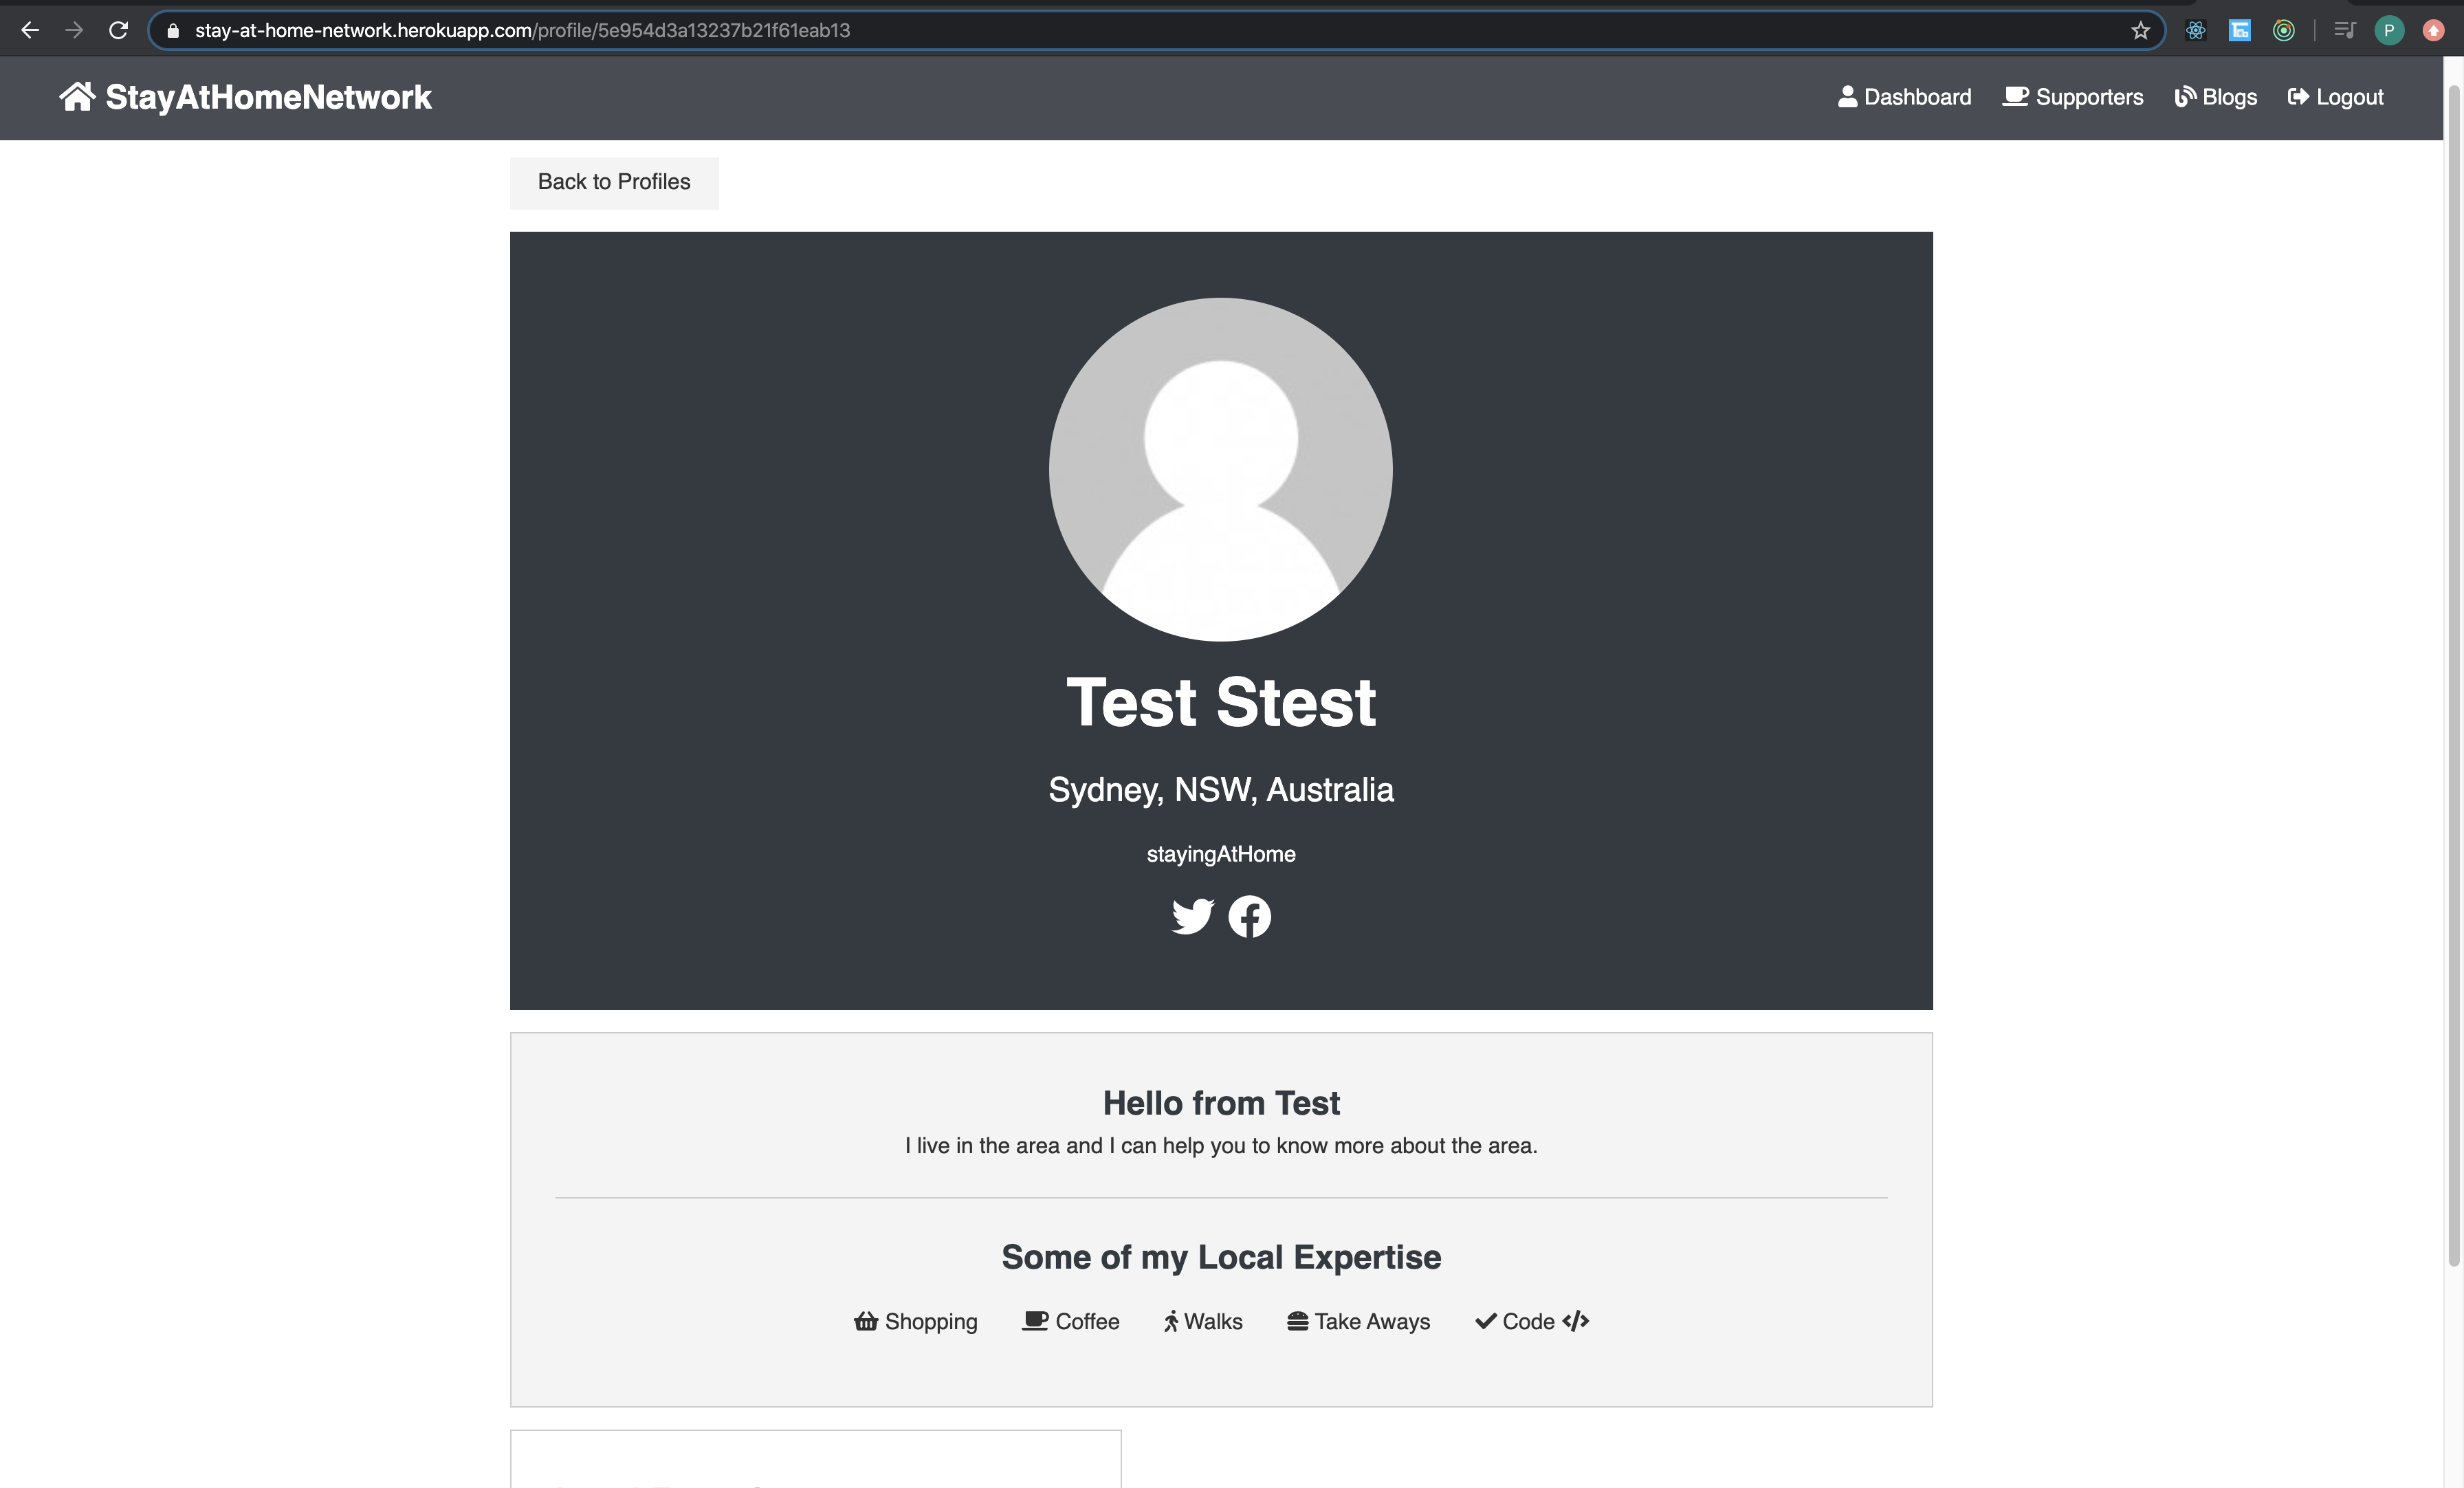 stay-at-home-network.herokuapp.com/profile/5e954d3a13237b21f61eab13
P
StayAtHomeNetwork
Dashboard Supporters Blogs Logout
Back to Profiles
Test Stest
Sydney, NSW, Australia
stayingAtHome
Hello from Test
I live in the area and I can help you to know more about the area.
Some of my Local Expertise
Shopping Coffee Walks Take Aways Code </>